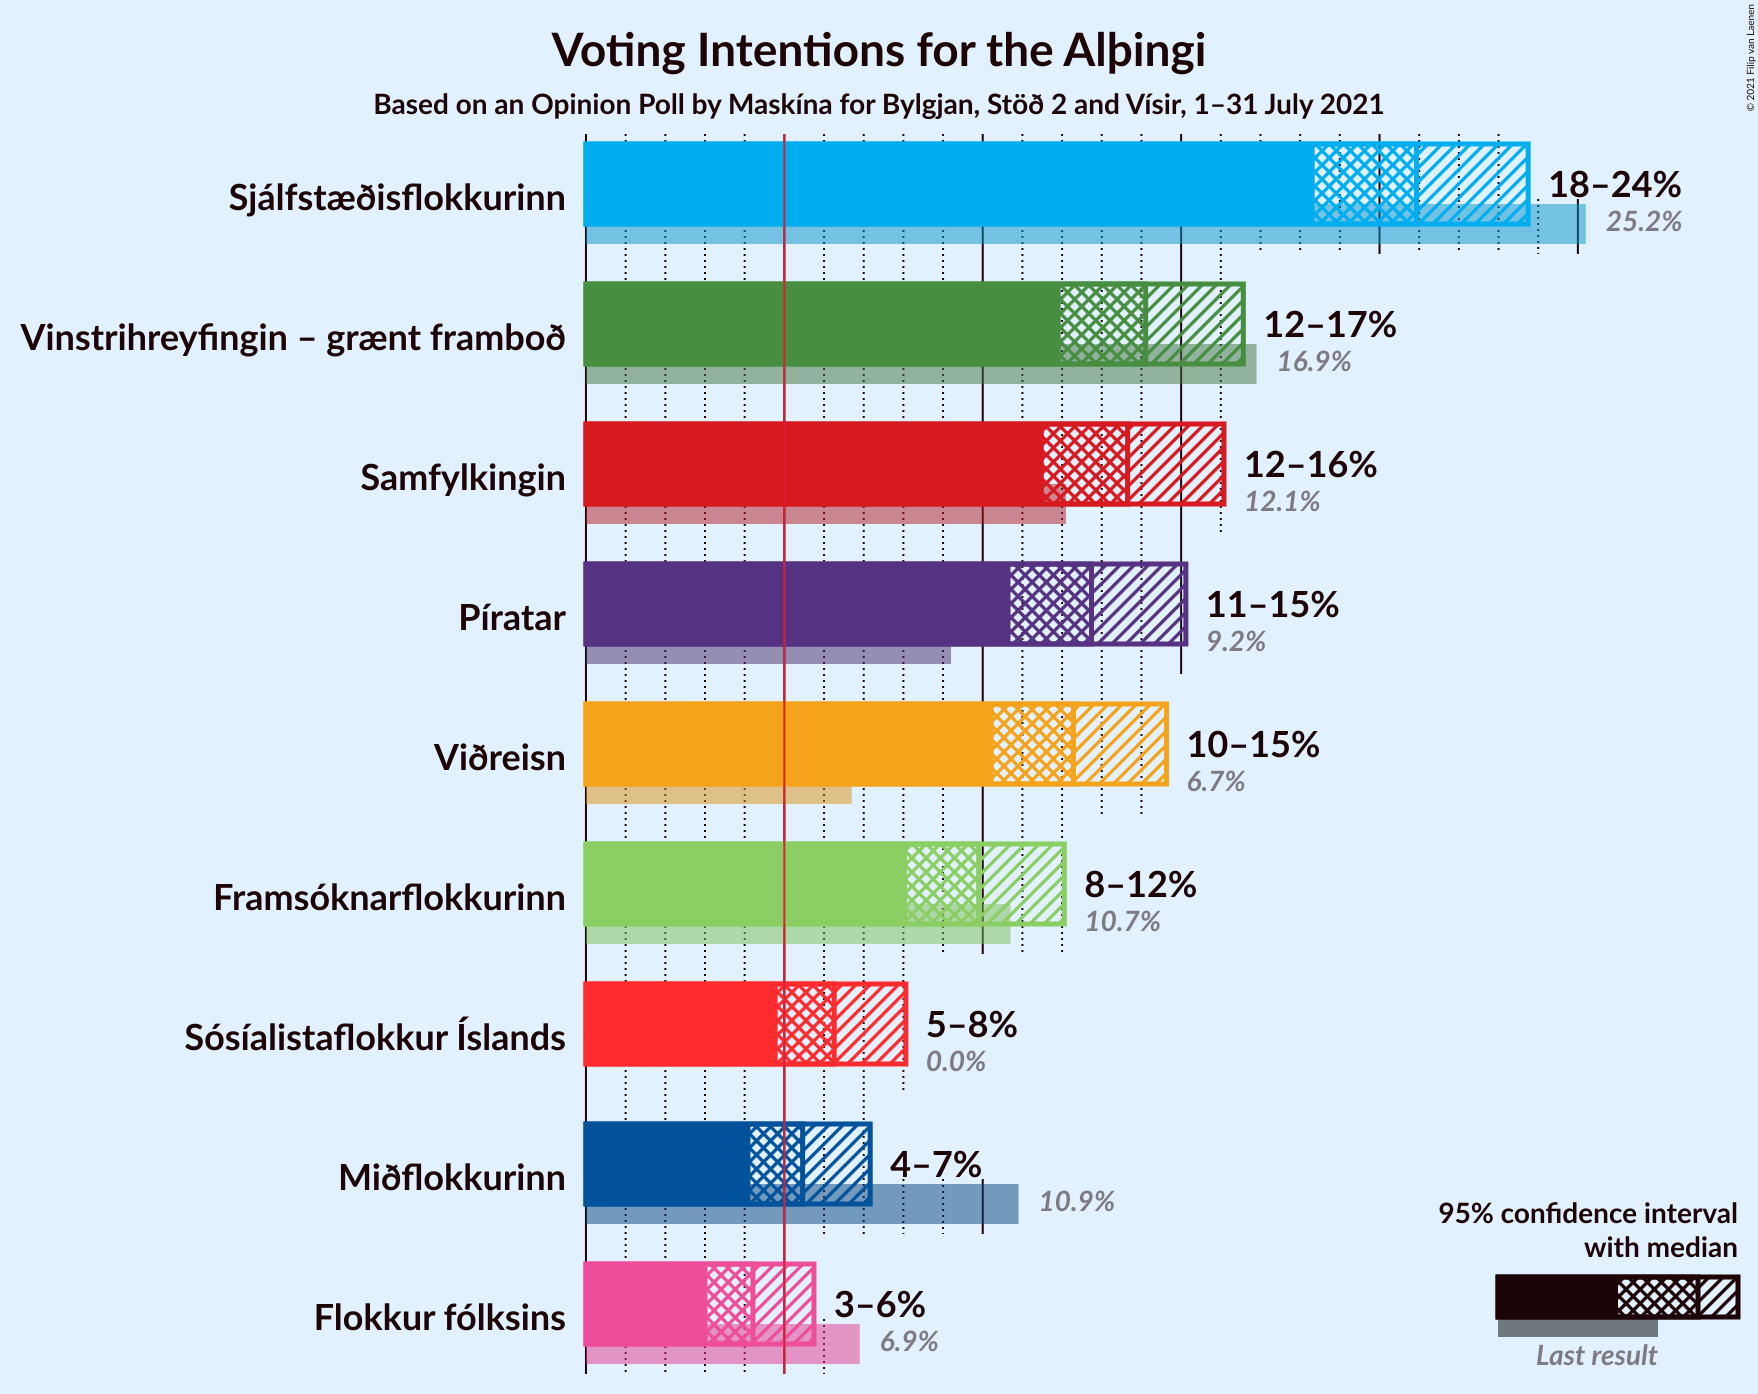 Voting Intentions for the Alþingi
Based on an Opinion Poll by Maskína for Bylgjan, Stöð 2 and Vísir, 1–31 July 2021
© 2021 Filip van Laenen
Sjálfstæðisflokkurinn
18–24%
25.2%
Vinstrihreyfingin – grænt framboð
12–17%
16.9%
Samfylkingin
12–16%
12.1%
Píratar
11–15%
9.2%
Viðreisn
10–15%
6.7%
Framsóknarflokkurinn
8–12%
10.7%
Sósíalistaflokkur Íslands
5–8%
0.0%
Miðflokkurinn
4–7%
10.9%
Flokkur fólksins
3–6%
6.9%
95% confidence interval
with median
Last result